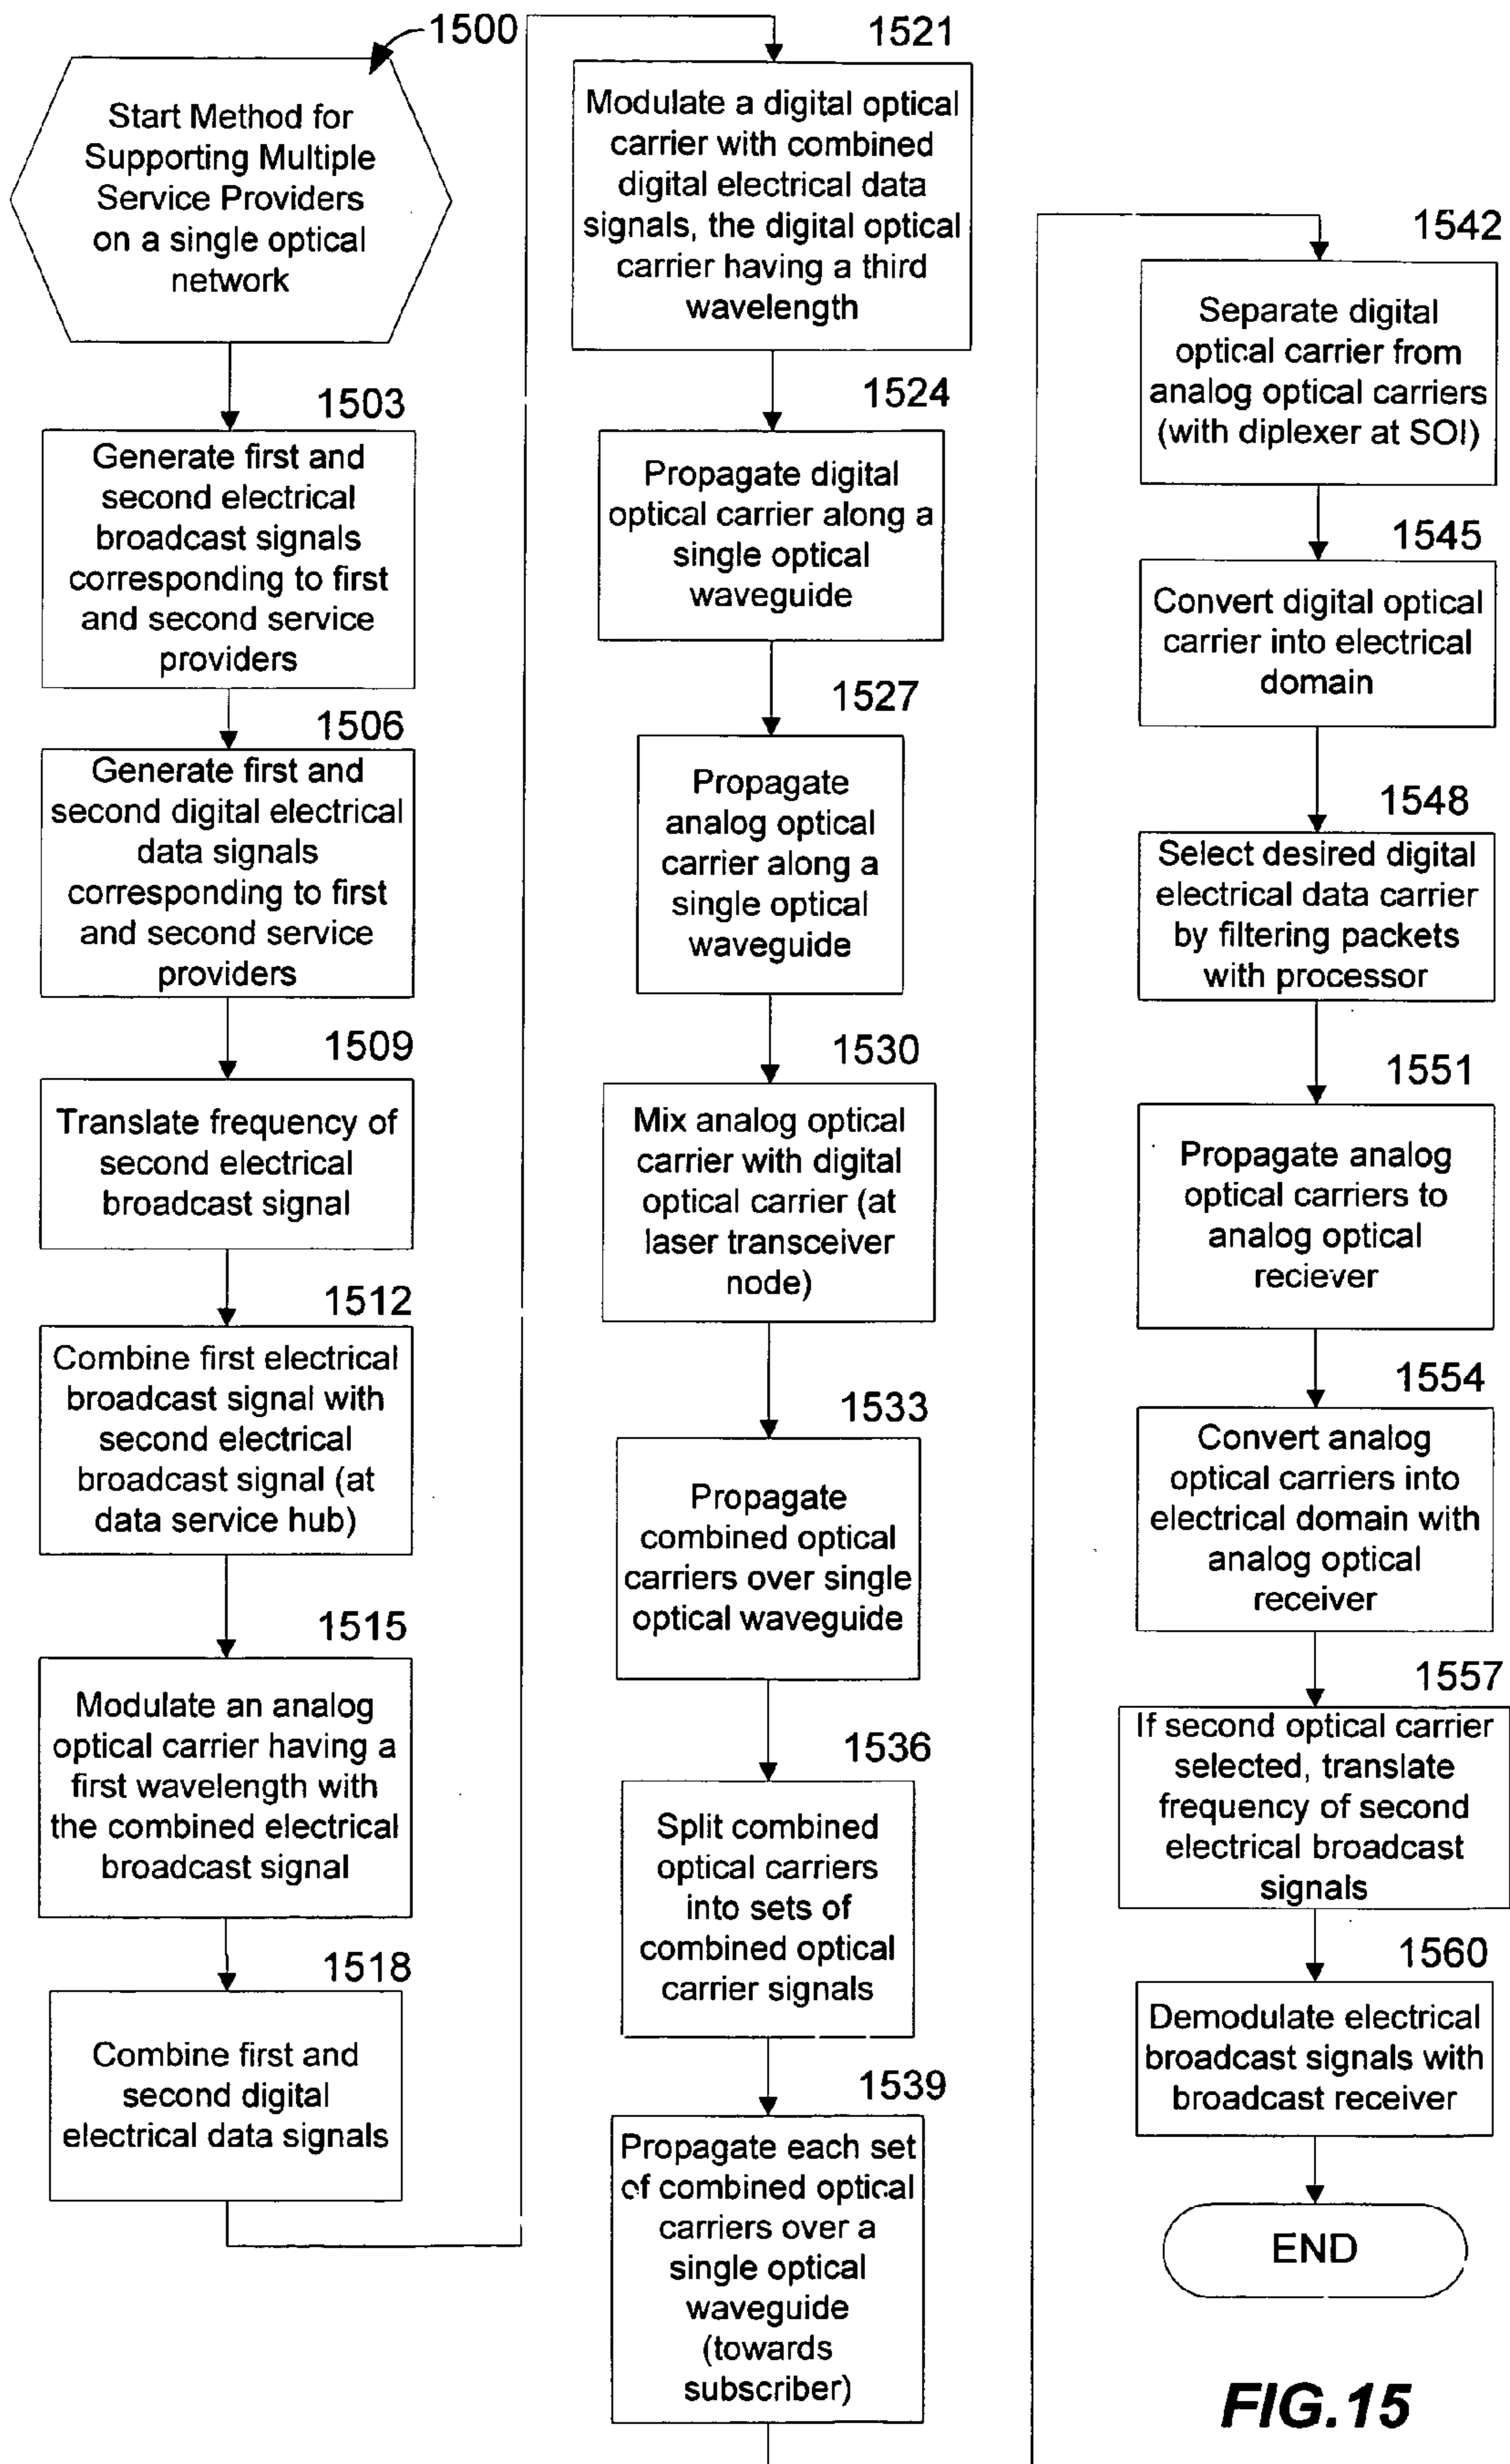 1500
Start Method for
Supporting Multiple
Service Providers
on a single optical
network
1503
Generate first and
second electrical
broadcast signals
corresponding to first
and second service
providers
1506
Generate first and
second digital electrical
data signals
corresponding to first
and second service
providers
1509
Translate frequency of
second electrical
broadcast signal
1512
Combine first electrical
broadcast signal with
second electrical
broadcast signal (at
data service hub)
1515
Modulate an analog
optical carrier having a
first wavelength with
the combined electrical
broadcast signal
1518
Combine first and
second digital
electrical data signals
1521
Modulate a digital optical
carrier with combined
digital electrical data
signals, the digital optical
carrier having a third
wavelength
1524
Propagate digital
optical carrier along a
single optical
waveguide
1527
Propagate
analog optical
carrier along a
single optical
waveguide
1530
Mix analog optical
carrier with digital
optical carrier (at
laser transceiver
node)
1533
Propagate
combined optical
carriers over single
optical waveguide
1536
Split combined
optical carriers
into sets of
combined optical
carrier signals
1539
Propagate each set
of combined optical
carriers over a
single optical
waveguide
(towards
subscriber)
1542
Separate digital
optical carrier from
analog optical carriers
(with diplexer at SOI)
1545
Convert digital optical
carrier into electrical
domain
1548
Select desired digital
electrical data carrier
by filtering packets
with processor
1551
Propagate analog
optical carriers to
analog optical
reciever
1554
Convert analog
optical carriers into
electrical domain with
analog optical
receiver
1557
If second optical carrier
selected, translate
frequency of second
electrical broadcast
signals
1560
Demodulate electrical
broadcast signals with
broadcast receiver
END
FIG.15